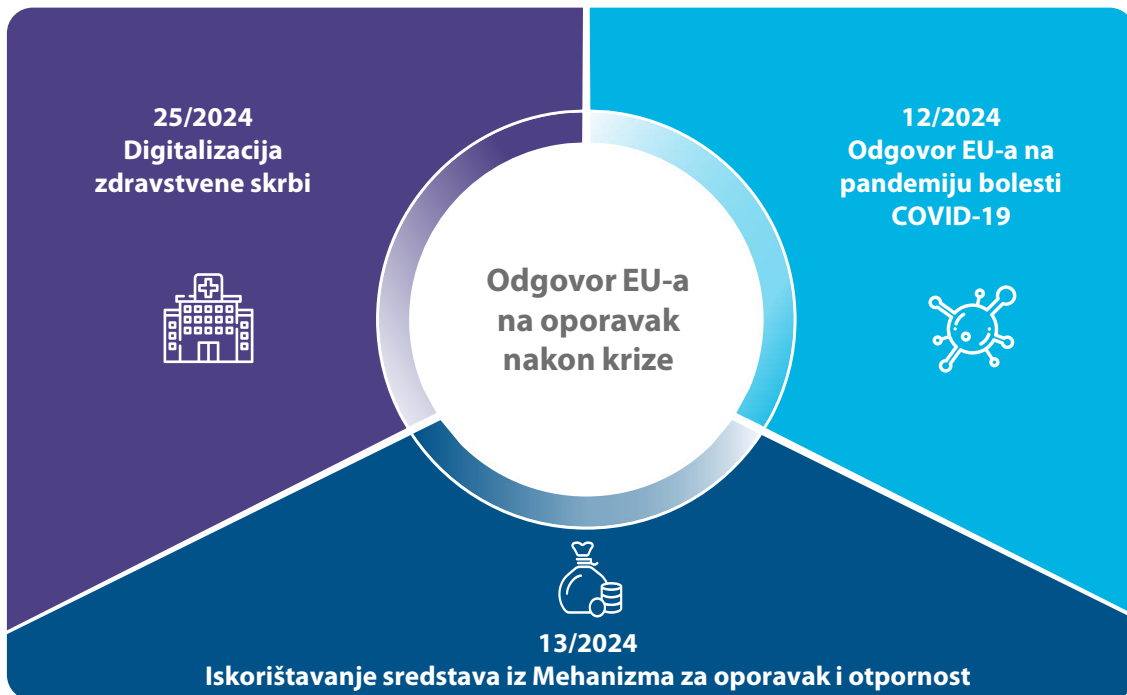 25/2024
Digitalizacija
zdravstvene skrbi
12/2024
Odgovor EU-a na
pandemiju bolesti
COVID-19
Odgovor EU-a
na oporavak
nakon krize
13/2024
Iskorištavanje sredstava iz Mehanizma za oporavak i otpornost